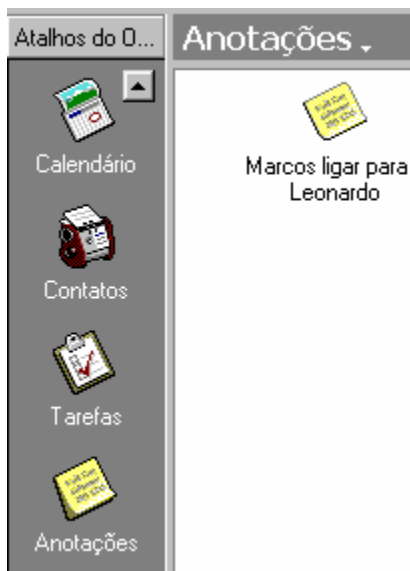 Atalhos do O...
Anotações
Calendário
Contatos
Tarefas
Anotações
Marcos ligar para
Leonardo